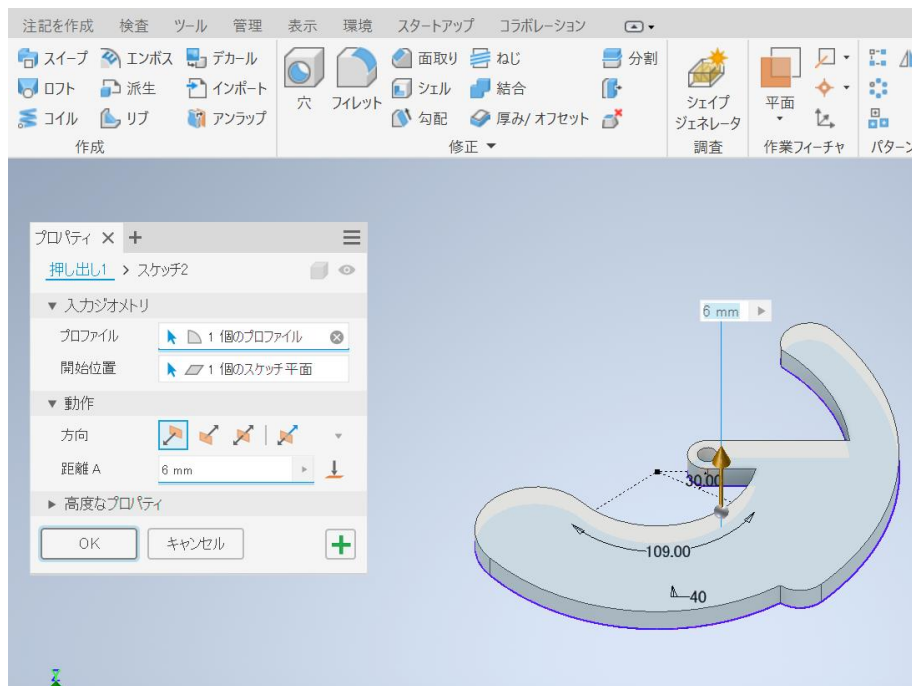 注記を作成 検査 ツール 管理 表示 環境 スタートアップ コラボレーション
スイープ エンボス デカール 面取り ねじ 分割
ロフト 派生 インポート シェル 結合
コイル リブ アンラップ 勾配 厚み/オフセット
穴 フィレット シェイプ ジェネレータ 平面
作成 修正 調査 作業フィーチャ パターン
プロパティ × +
押し出し1 > スケッチ2
入力ジオメトリ
プロファイル 1 個のプロファイル
開始位置 1 個のスケッチ平面
動作
方向
距離 A 6 mm
高度なプロパティ
OK キャンセル
6 mm
30.00
109.00
40
Z